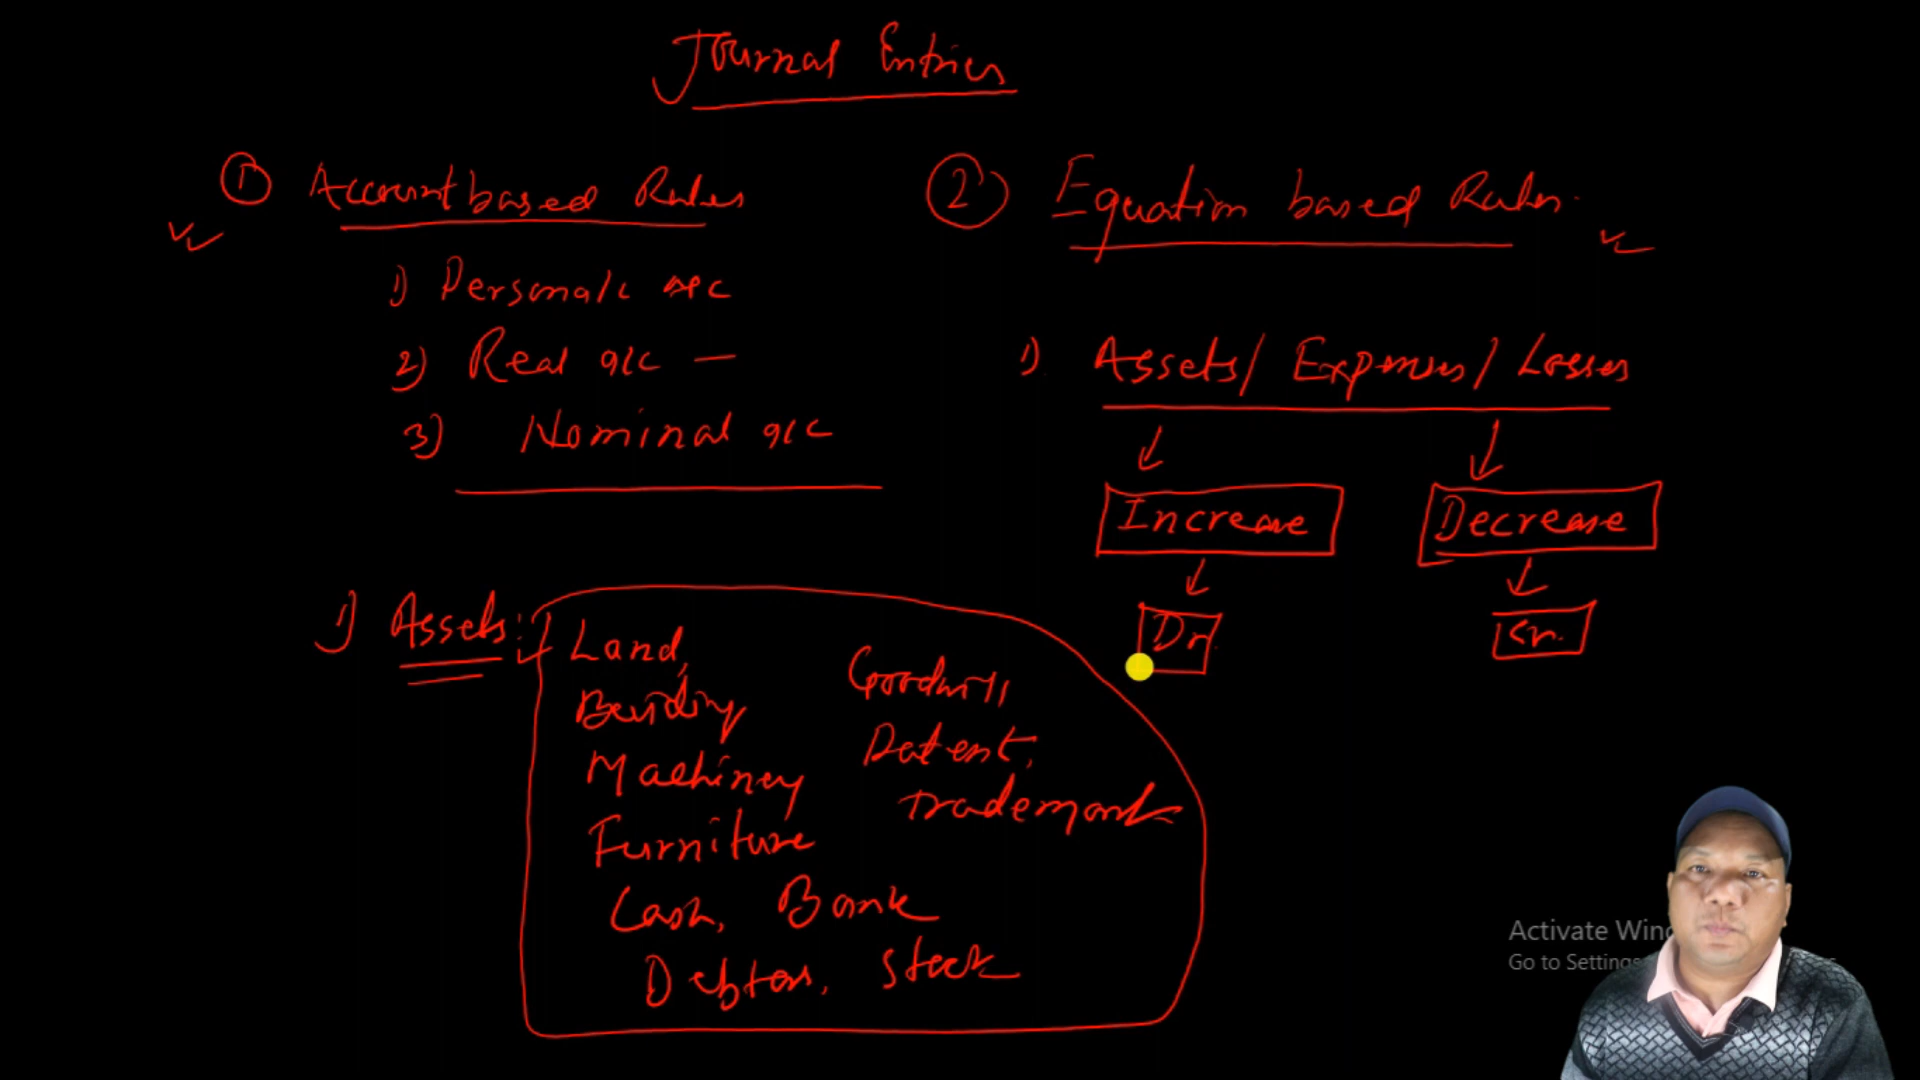 Journal Entries
① Account based Rules
1) Personal a/c
2) Real a/c —
3) Nominal a/c
② Equation based Rules.
1) Assets/ Expenses/ Losses
Increase Decrease
Dr. Cr.
1) Assets:-
Land,
Building
Machinery
Furniture
Cash, Bank
Debtors, Stock
Goodwill
Patent,
Trademark
Activate Win
Go to Settings